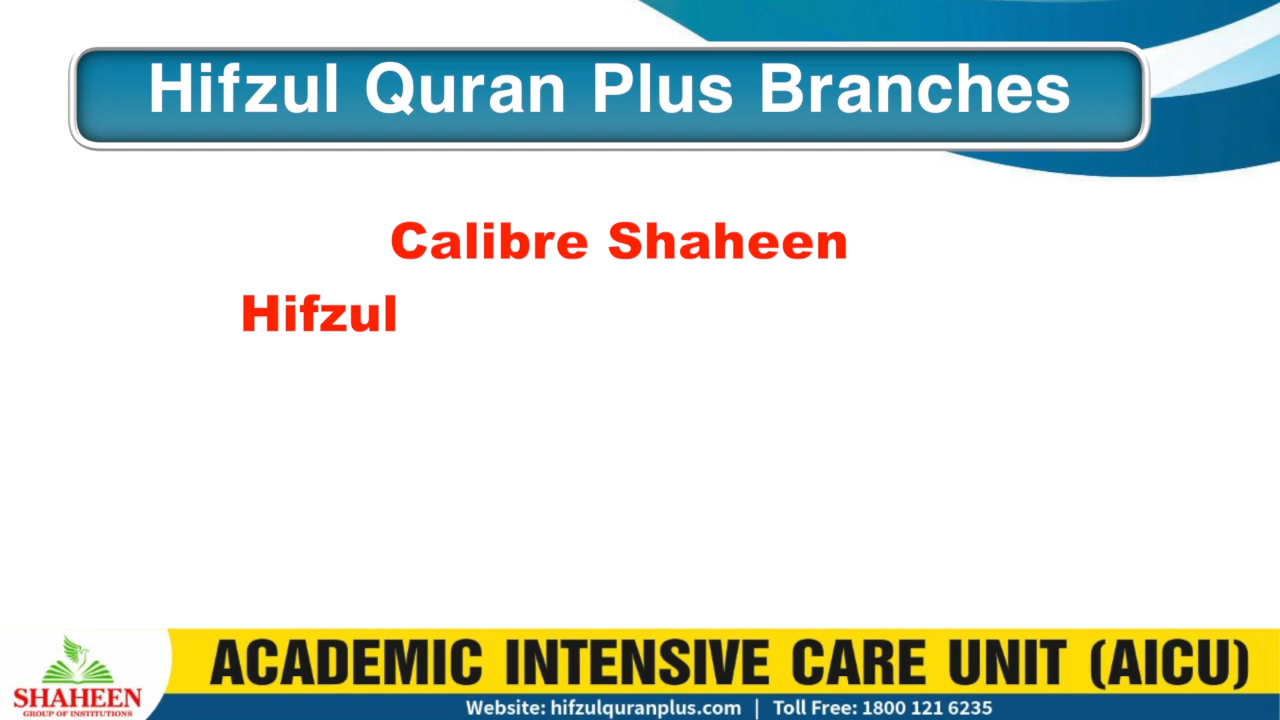 Hifzul Quran Plus Branches
Calibre Shaheen
Hifzul
ACADEMIC INTENSIVE CARE UNIT (AICU)
SHAHEEN
GROUP OF INSTITUTIONS
Website: hifzulquranplus.com | Toll Free: 1800 121 6235